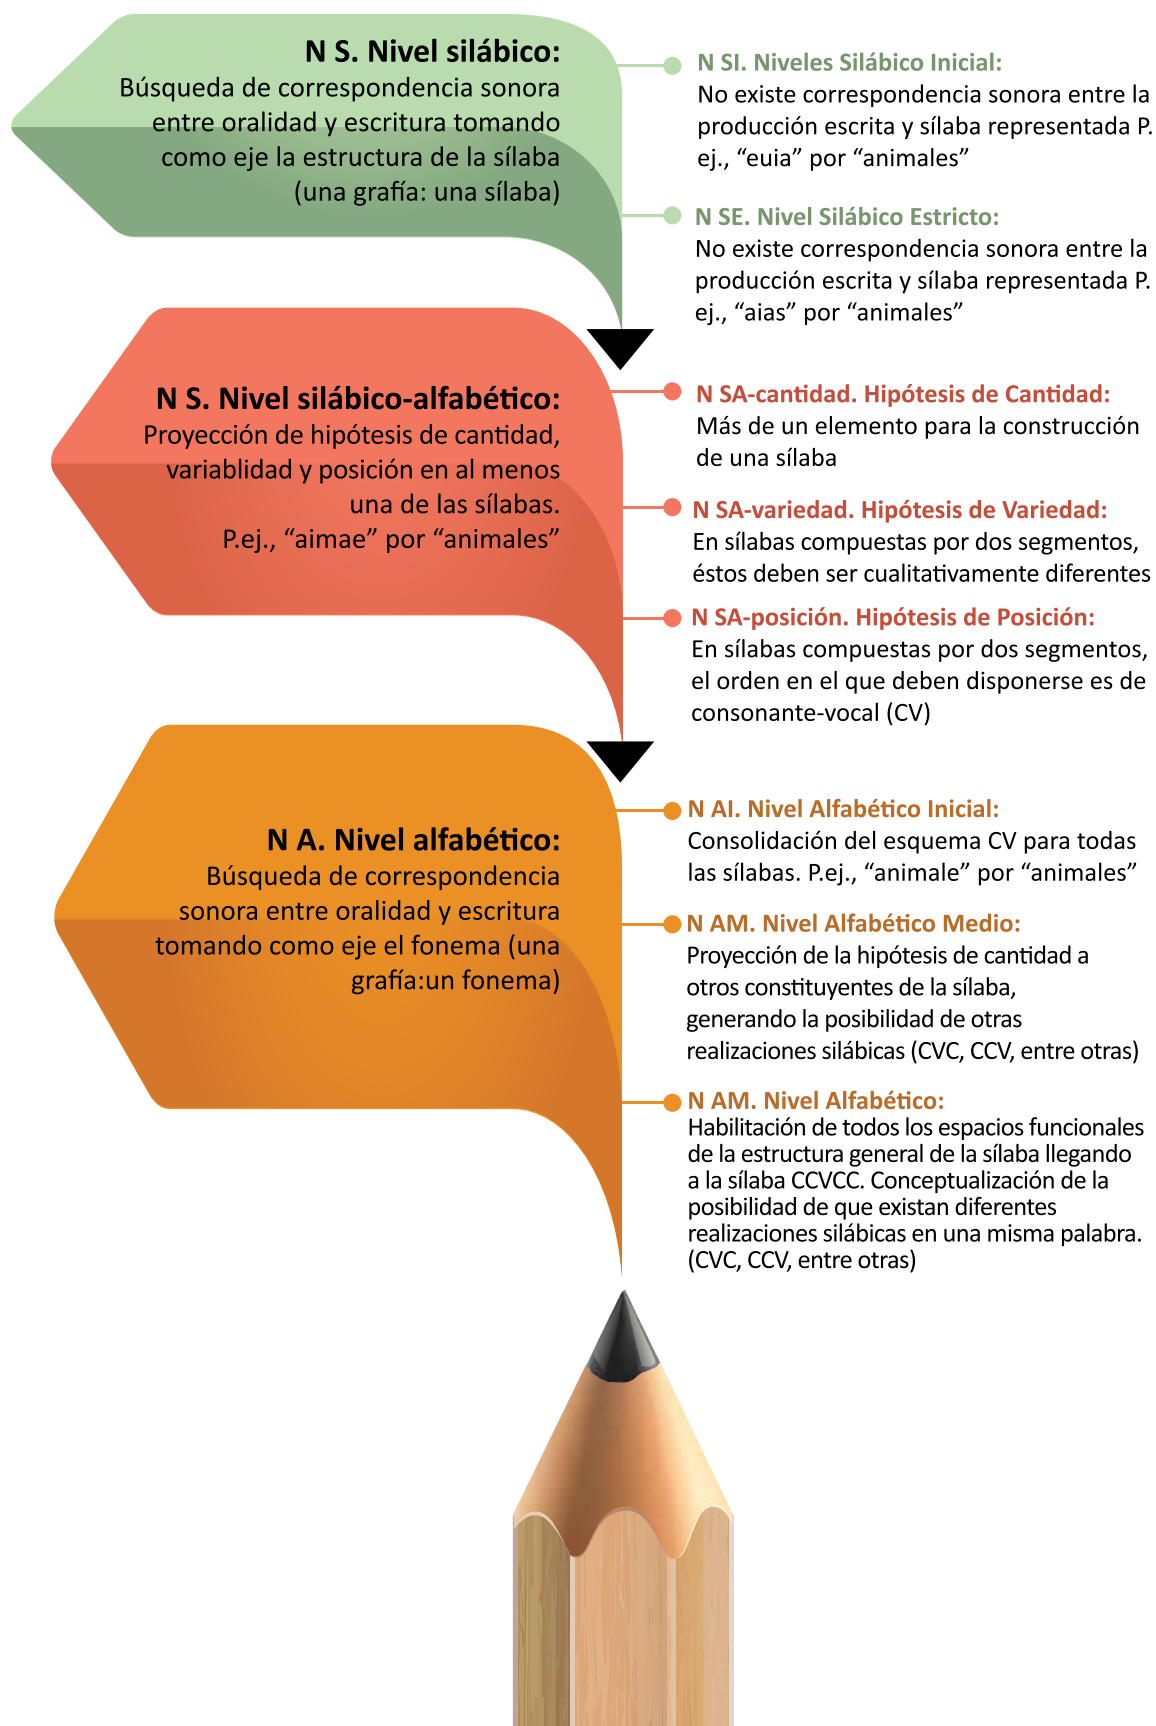 N S. Nivel silábico:
Búsqueda de correspondencia sonora
entre oralidad y escritura tomando
como eje la estructura de la sílaba
(una grafía: una sílaba)
N SI. Niveles Silábico Inicial:
No existe correspondencia sonora entre la
producción escrita y sílaba representada P.
ej., “euia” por “animales”
N SE. Nivel Silábico Estricto:
No existe correspondencia sonora entre la
producción escrita y sílaba representada P.
ej., “aias” por “animales”
N S. Nivel silábico-alfabético:
Proyección de hipótesis de cantidad,
variablidad y posición en al menos
una de las sílabas.
P.ej., “aimae” por “animales”
N SA-cantidad. Hipótesis de Cantidad:
Más de un elemento para la construcción
de una sílaba
N SA-variedad. Hipótesis de Variedad:
En sílabas compuestas por dos segmentos,
éstos deben ser cualitativamente diferentes
N SA-posición. Hipótesis de Posición:
En sílabas compuestas por dos segmentos,
el orden en el que deben disponerse es de
consonante-vocal (CV)
N A. Nivel alfabético:
Búsqueda de correspondencia
sonora entre oralidad y escritura
tomando como eje el fonema (una
grafía:un fonema)
N AI. Nivel Alfabético Inicial:
Consolidación del esquema CV para todas
las sílabas. P.ej., “animale” por “animales”
N AM. Nivel Alfabético Medio:
Proyección de la hipótesis de cantidad a
otros constituyentes de la sílaba,
generando la posibilidad de otras
realizaciones silábicas (CVC, CCV, entre otras)
N AM. Nivel Alfabético:
Habilitación de todos los espacios funcionales
de la estructura general de la sílaba llegando
a la sílaba CCVCC. Conceptualización de la
posibilidad de que existan diferentes
realizaciones silábicas en una misma palabra.
(CVC, CCV, entre otras)